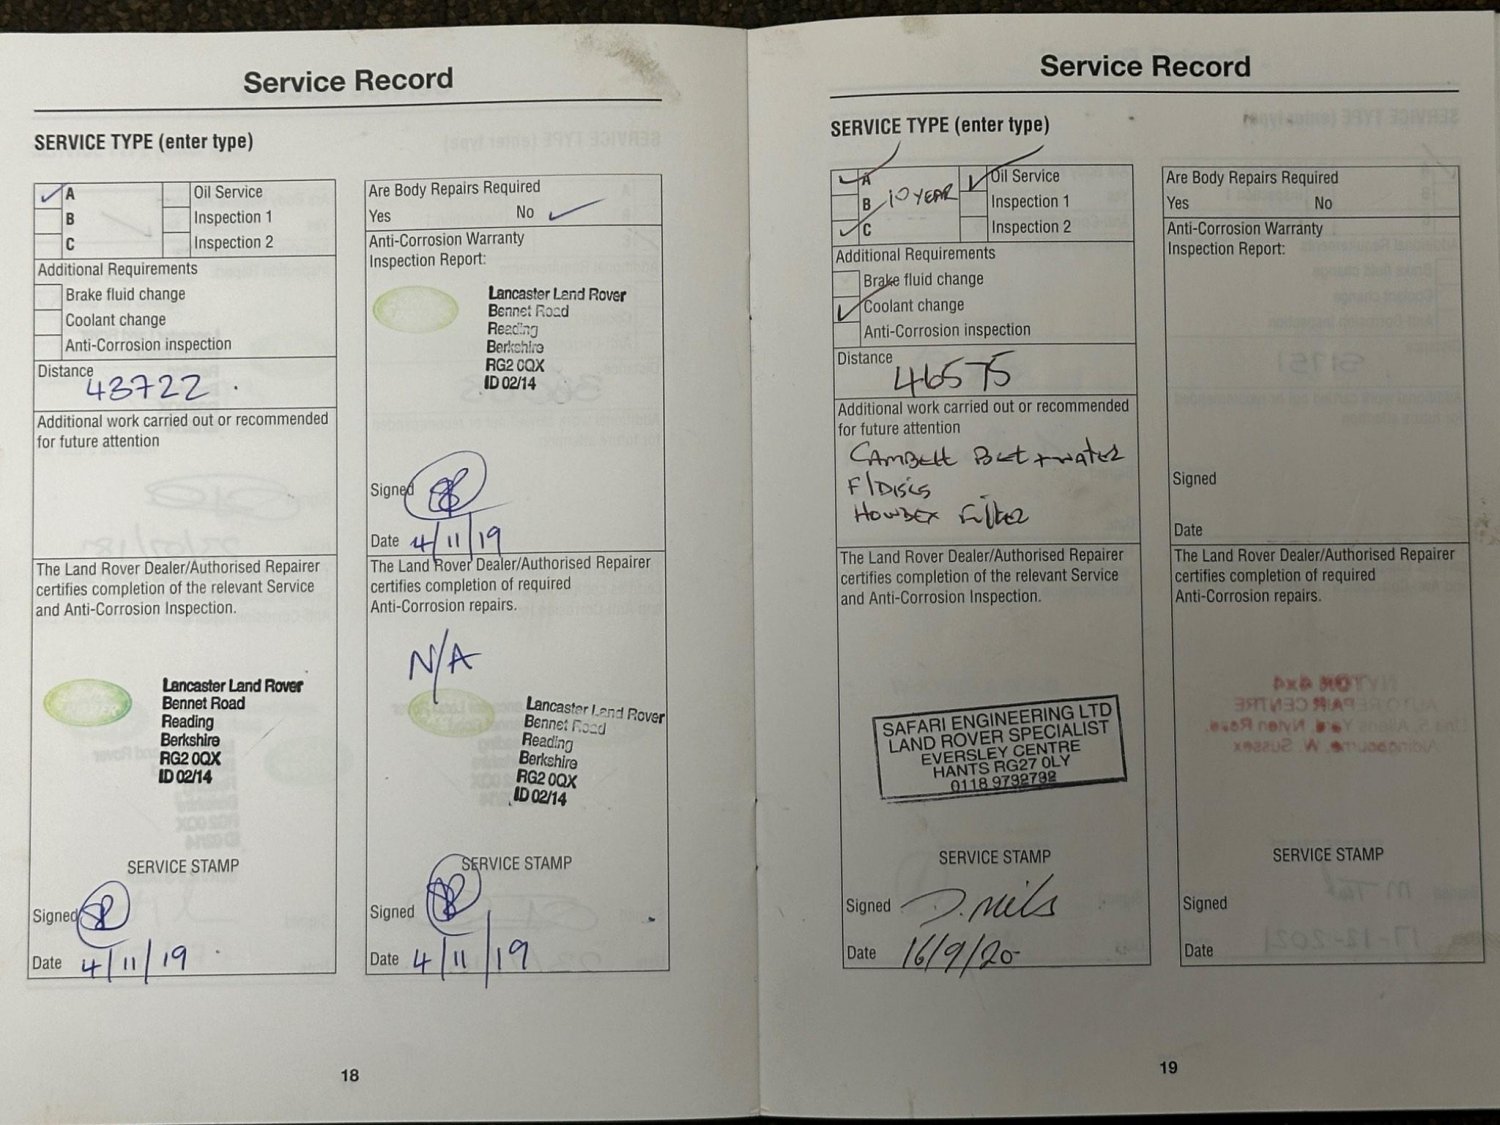 Service Record
SERVICE TYPE (enter type)
A
B
C
Oil Service
Inspection 1
Inspection 2
Additional Requirements
Brake fluid change
Coolant change
Anti-Corrosion inspection
Distance
43722
Additional work carried out or recommended
for future attention
The Land Rover Dealer/Authorised Repairer
certifies completion of the relevant Service
and Anti-Corrosion Inspection.
Lancaster Land Rover
Bennet Road
Reading
Berkshire
RG2 0QX
ID 02/14
SERVICE STAMP
Signed
Date 4/11/19
Are Body Repairs Required
Yes No
Anti-Corrosion Warranty
Inspection Report:
Lancaster Land Rover
Bennet Road
Reading
Berkshire
RG2 0QX
ID 02/14
Signed
Date 4/11/19
The Land Rover Dealer/Authorised Repairer
certifies completion of required
Anti-Corrosion repairs.
N/A
Lancaster Land Rover
Bennet Road
Reading
Berkshire
RG2 0QX
ID 02/14
SERVICE STAMP
Signed
Date 4/11/19
18
Service Record
SERVICE TYPE (enter type)
A
B
C
10 YEAR
Oil Service
Inspection 1
Inspection 2
Additional Requirements
Brake fluid change
Coolant change
Anti-Corrosion inspection
Distance
46575
Additional work carried out or recommended
for future attention
F/Discs
The Land Rover Dealer/Authorised Repairer
certifies completion of the relevant Service
and Anti-Corrosion Inspection.
SAFARI ENGINEERING LTD
LAND ROVER SPECIALIST
EVERSLEY CENTRE
HANTS RG27 0LY
0118 9732732
SERVICE STAMP
Signed
Date 16/9/20
Are Body Repairs Required
Yes No
Anti-Corrosion Warranty
Inspection Report:
Signed
Date
The Land Rover Dealer/Authorised Repairer
certifies completion of required
Anti-Corrosion repairs.
SERVICE STAMP
Signed
Date
19